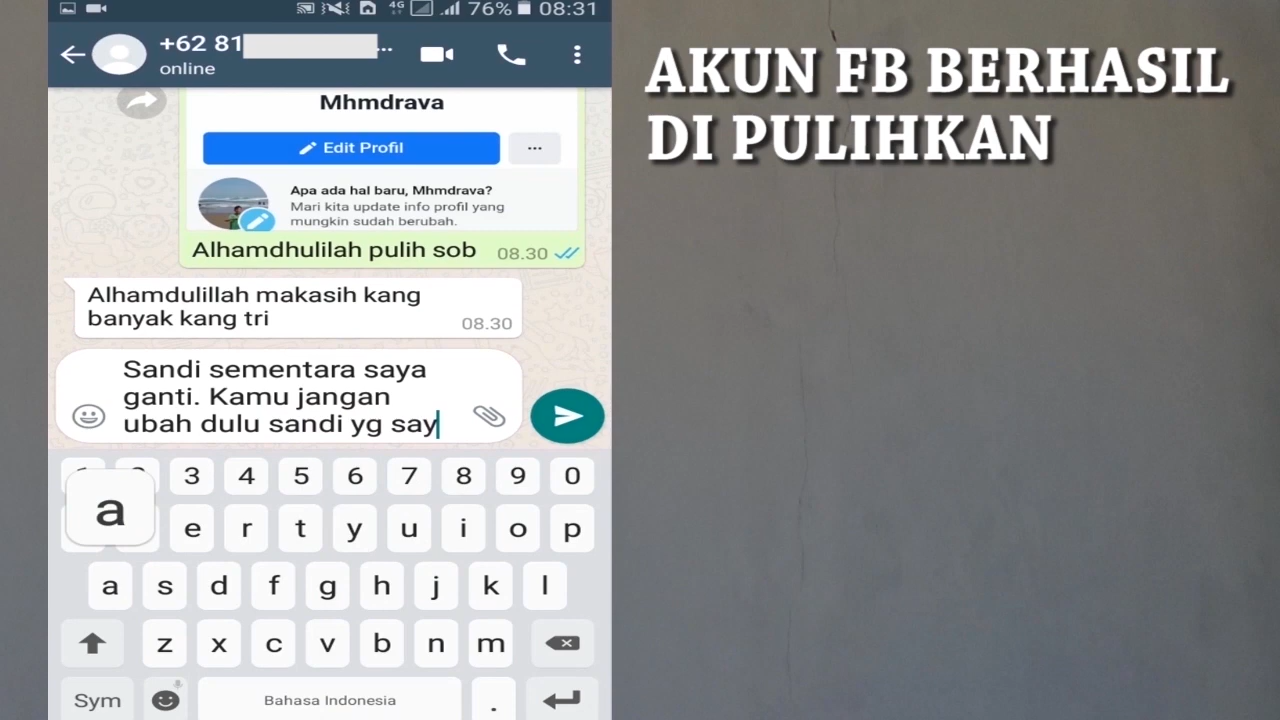 4G 76% 08:31
+62 81 ...
online
AKUN FB BERHASIL
DI PULIHKAN
Mhmdrava
Edit Profil ...
Apa ada hal baru, Mhmdrava?
Mari kita update info profil yang
mungkin sudah berubah.
Alhamdhulilah pulih sob 08.30
Alhamdulillah makasih kang
banyak kang tri 08.30
Sandi sementara saya
ganti. Kamu jangan
ubah dulu sandi yg say
3 4 5 6 7 8 9 0
a e r t y u i o p
a s d f g h j k l
z x c v b n m
Sym Bahasa Indonesia .